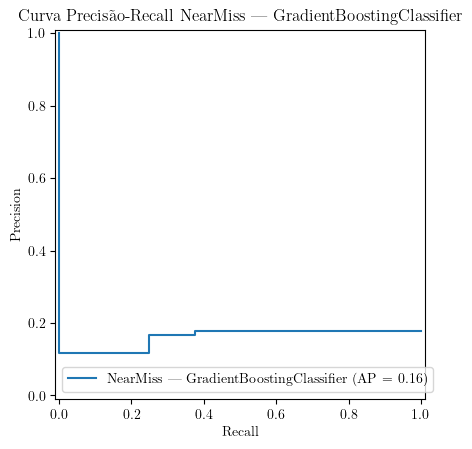 Curva Precisão-Recall NearMiss — GradientBoostingClassifier
1.0
0.8
0.6
0.4
0.2
0.0
Precision
NearMiss — GradientBoostingClassifier (AP = 0.16)
0.0 0.2 0.4 0.6 0.8 1.0
Recall